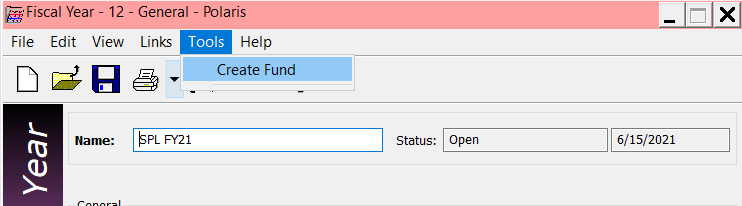 Fiscal Year - 12 - General - Polaris
File Edit View Links Tools Help
Create Fund
Year
Name: SPL FY21 Status: Open 6/15/2021
General